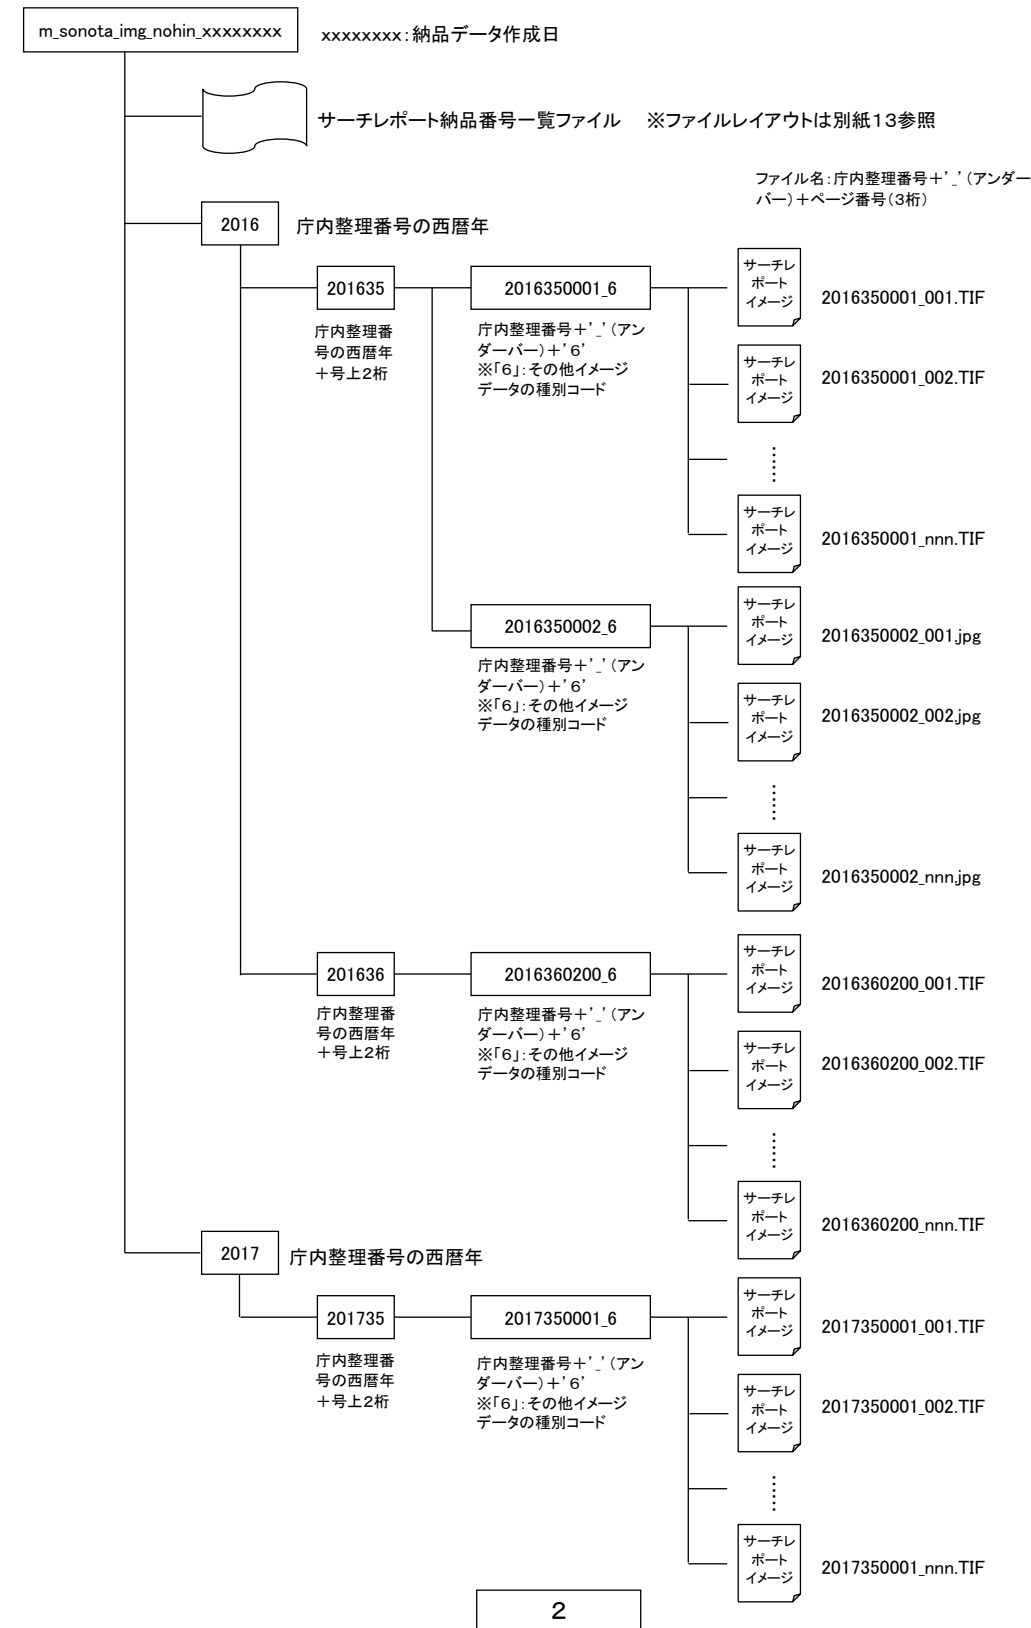 m_sonota_img_nohin_xxxxxxxx
xxxxxxxx：納品データ作成日
サーチレポート納品番号一覧ファイル　※ファイルレイアウトは別紙１３参照
ファイル名：庁内整理番号＋’_’（アンダー
バー）＋ページ番号（３桁）
2016
庁内整理番号の西暦年
201635
庁内整理番
号の西暦年
＋号上２桁
2016350001_6
庁内整理番号＋’_’（アン
ダーバー）＋’６’
※「６」：その他イメージ
データの種別コード
サーチレ
ポート
イメージ
2016350001_001.TIF
サーチレ
ポート
イメージ
2016350001_002.TIF
サーチレ
ポート
イメージ
2016350001_nnn.TIF
2016350002_6
庁内整理番号＋’_’（アン
ダーバー）＋’６’
※「６」：その他イメージ
データの種別コード
サーチレ
ポート
イメージ
2016350002_001.jpg
サーチレ
ポート
イメージ
2016350002_002.jpg
サーチレ
ポート
イメージ
2016350002_nnn.jpg
201636
庁内整理番
号の西暦年
＋号上２桁
2016360200_6
庁内整理番号＋’_’（アン
ダーバー）＋’６’
※「６」：その他イメージ
データの種別コード
サーチレ
ポート
イメージ
2016360200_001.TIF
サーチレ
ポート
イメージ
2016360200_002.TIF
サーチレ
ポート
イメージ
2016360200_nnn.TIF
2017
庁内整理番号の西暦年
201735
庁内整理番
号の西暦年
＋号上２桁
2017350001_6
庁内整理番号＋’_’（アン
ダーバー）＋’６’
※「６」：その他イメージ
データの種別コード
サーチレ
ポート
イメージ
2017350001_001.TIF
サーチレ
ポート
イメージ
2017350001_002.TIF
サーチレ
ポート
イメージ
2017350001_nnn.TIF
2